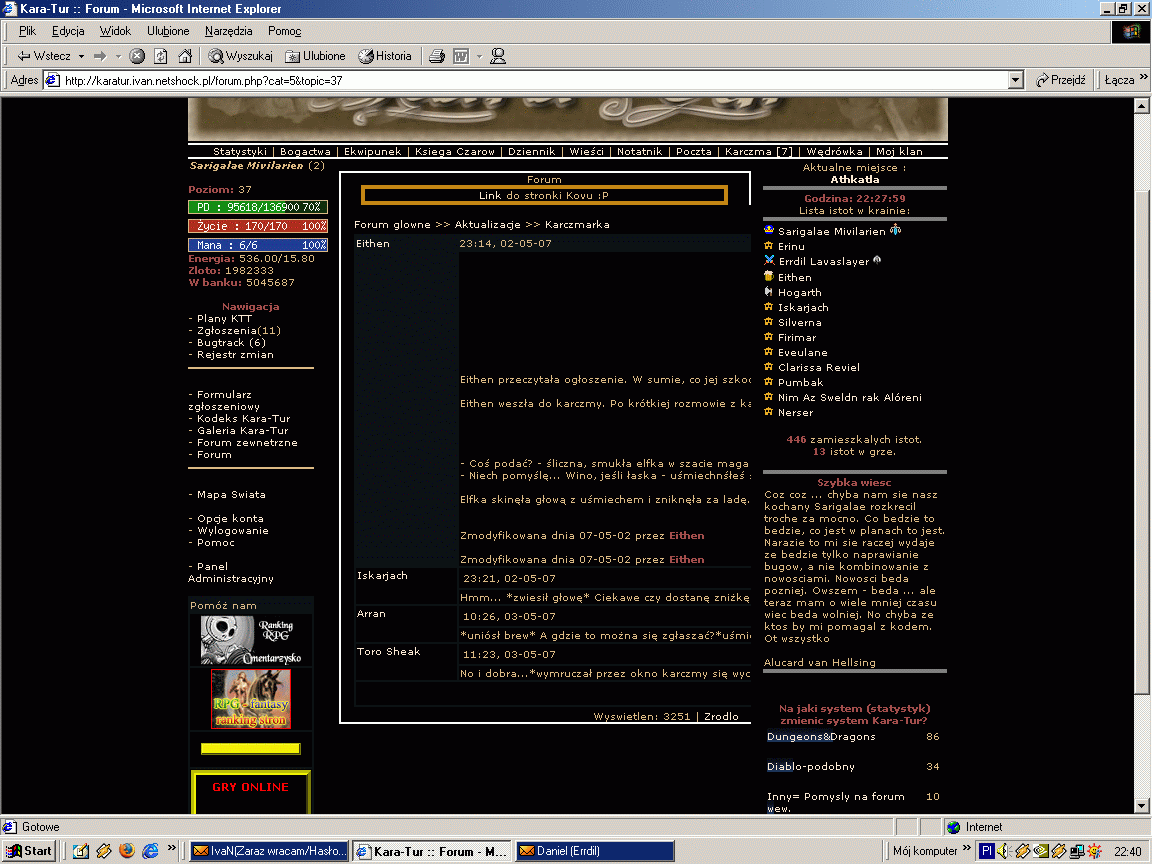 Kara-Tur :: Forum - Microsoft Internet Explorer
Plik Edycja Widok Ulubione Narzędzia Pomoc
Wstecz Wyszukaj Ulubione Historia
Adres http://karatur.ivan.netshock.pl/forum.php?cat=5&topic=37 Przejdź Łącza »
Statystyki | Bogactwa | Ekwipunek | Ksiega Czarow | Dziennik | Wieści | Notatnik | Poczta | Karczma [7] | Wędrówka | Moj klan
Sarigalae Mivilarien (2)
Poziom: 37
PD : 95618/136900 70%
Życie : 170/170 100%
Mana : 6/6 100%
Energia: 536.00/15.80
Zloto: 1982333
W banku: 5045687
Nawigacja
- Plany KTT
- Zgłoszenia(11)
- Bugtrack (6)
- Rejestr zmian
- Formularz
zgłoszeniowy
- Kodeks Kara-Tur
- Galeria Kara-Tur
- Forum zewnetrzne
- Forum
- Mapa Swiata
- Opcje konta
- Wylogowanie
- Pomoc
- Panel
Administracyjny
Pomóż nam
Ranking
RPG
Cmentarzysko
RPG - fantasy
ranking stron
GRY ONLINE
Forum
Link do stronki Kovu :P
Forum glowne >> Aktualizacje >> Karczmarka
Eithen 23:14, 02-05-07
Eithen przeczytała ogłoszenie. W sumie, co jej szkod
Eithen weszła do karczmy. Po krótkiej rozmowie z ka
- Coś podać? - śliczna, smukła elfka w szacie maga
- Niech pomyślę... Wino, jeśli łaska - uśmiechnśłeś
Elfka skinęła głową z uśmiechem i zniknęła za ladę.
Zmodyfikowana dnia 07-05-02 przez Eithen
Zmodyfikowana dnia 07-05-02 przez Eithen
Iskarjach 23:21, 02-05-07
Hmm... *zwiesił głowę* Ciekawe czy dostanę zniżkę
Arran 10:26, 03-05-07
*uniósł brew* A gdzie to można się zgłaszać?*uśmie
Toro Sheak 11:23, 03-05-07
No i dobra...*wymruczał przez okno karczmy się wyc
Wyswietlen: 3251 | Zrodlo
Aktualne miejsce :
Athkatla
Godzina: 22:27:59
Lista istot w krainie:
Sarigalae Mivilarien
Erinu
Errdil Lavaslayer
Eithen
Hogarth
Iskarjach
Silverna
Firimar
Eveulane
Clarissa Reviel
Pumbak
Nim Az Sweldn rak Alóreni
Nerser
446 zamieszkalych istot.
13 istot w grze.
Szybka wiesc
Coz coz ... chyba nam sie nasz
kochany Sarigalae rozkrecil
troche za mocno. Co bedzie to
bedzie, co jest w planach to jest.
Narazie to mi sie raczej wydaje
ze bedzie tylko naprawianie
bugow, a nie kombinowanie z
nowosciami. Nowosci beda
pozniej. Owszem - beda ... ale
teraz mam o wiele mniej czasu
wiec beda wolniej. No chyba ze
ktos by mi pomagal z kodem.
Ot wszystko
Alucard van Hellsing
Na jaki system (statystyk)
zmienic system Kara-Tur?
Dungeons&Dragons 86
Diablo-podobny 34
Inny= Pomysly na forum 10
wew.
Gotowe Internet
Start » IvaN(Zaraz wracam/Hasło... Kara-Tur :: Forum - M... Daniel (Errdil) Mój komputer » Pl 22:40